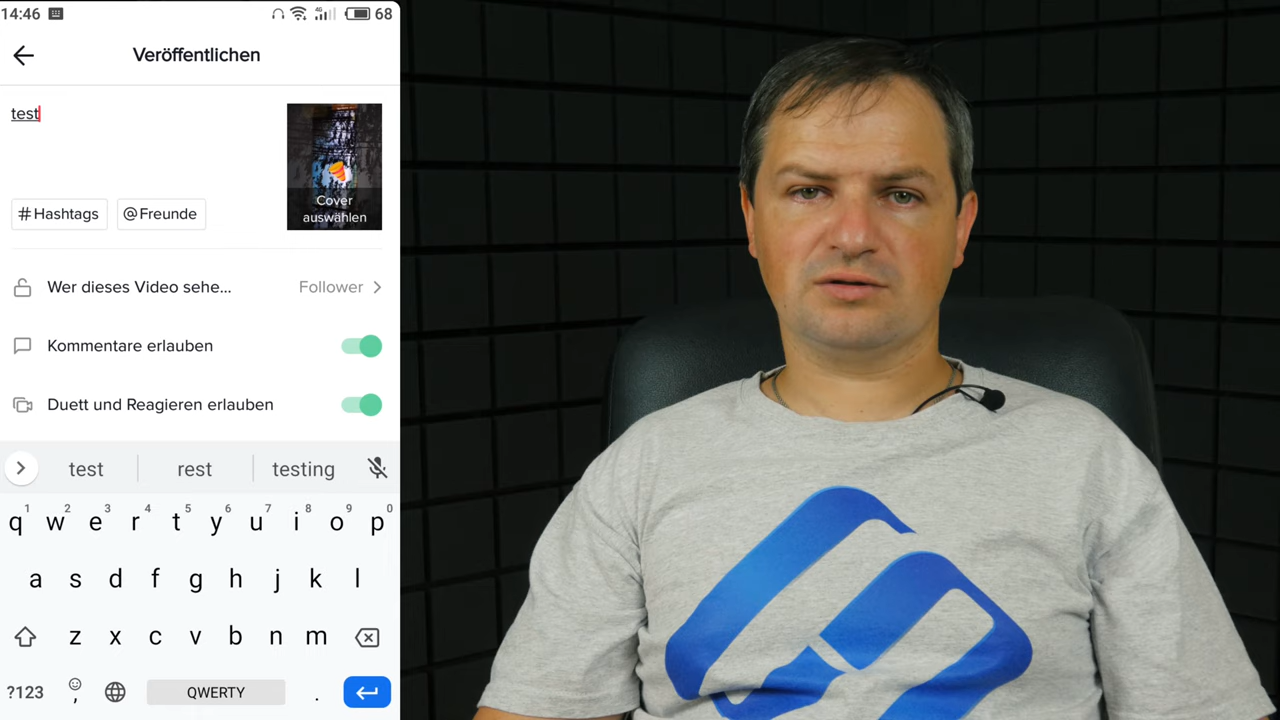 14:46
4G
68
Veröffentlichen
test
Cover
auswählen
#Hashtags
@Freunde
Wer dieses Video sehe...
Follower
Kommentare erlauben
Duett und Reagieren erlauben
test rest testing
1 2 3 4 5 6 7 8 9 0
q w e r t y u i o p
a s d f g h j k l
z x c v b n m
?123 , QWERTY .